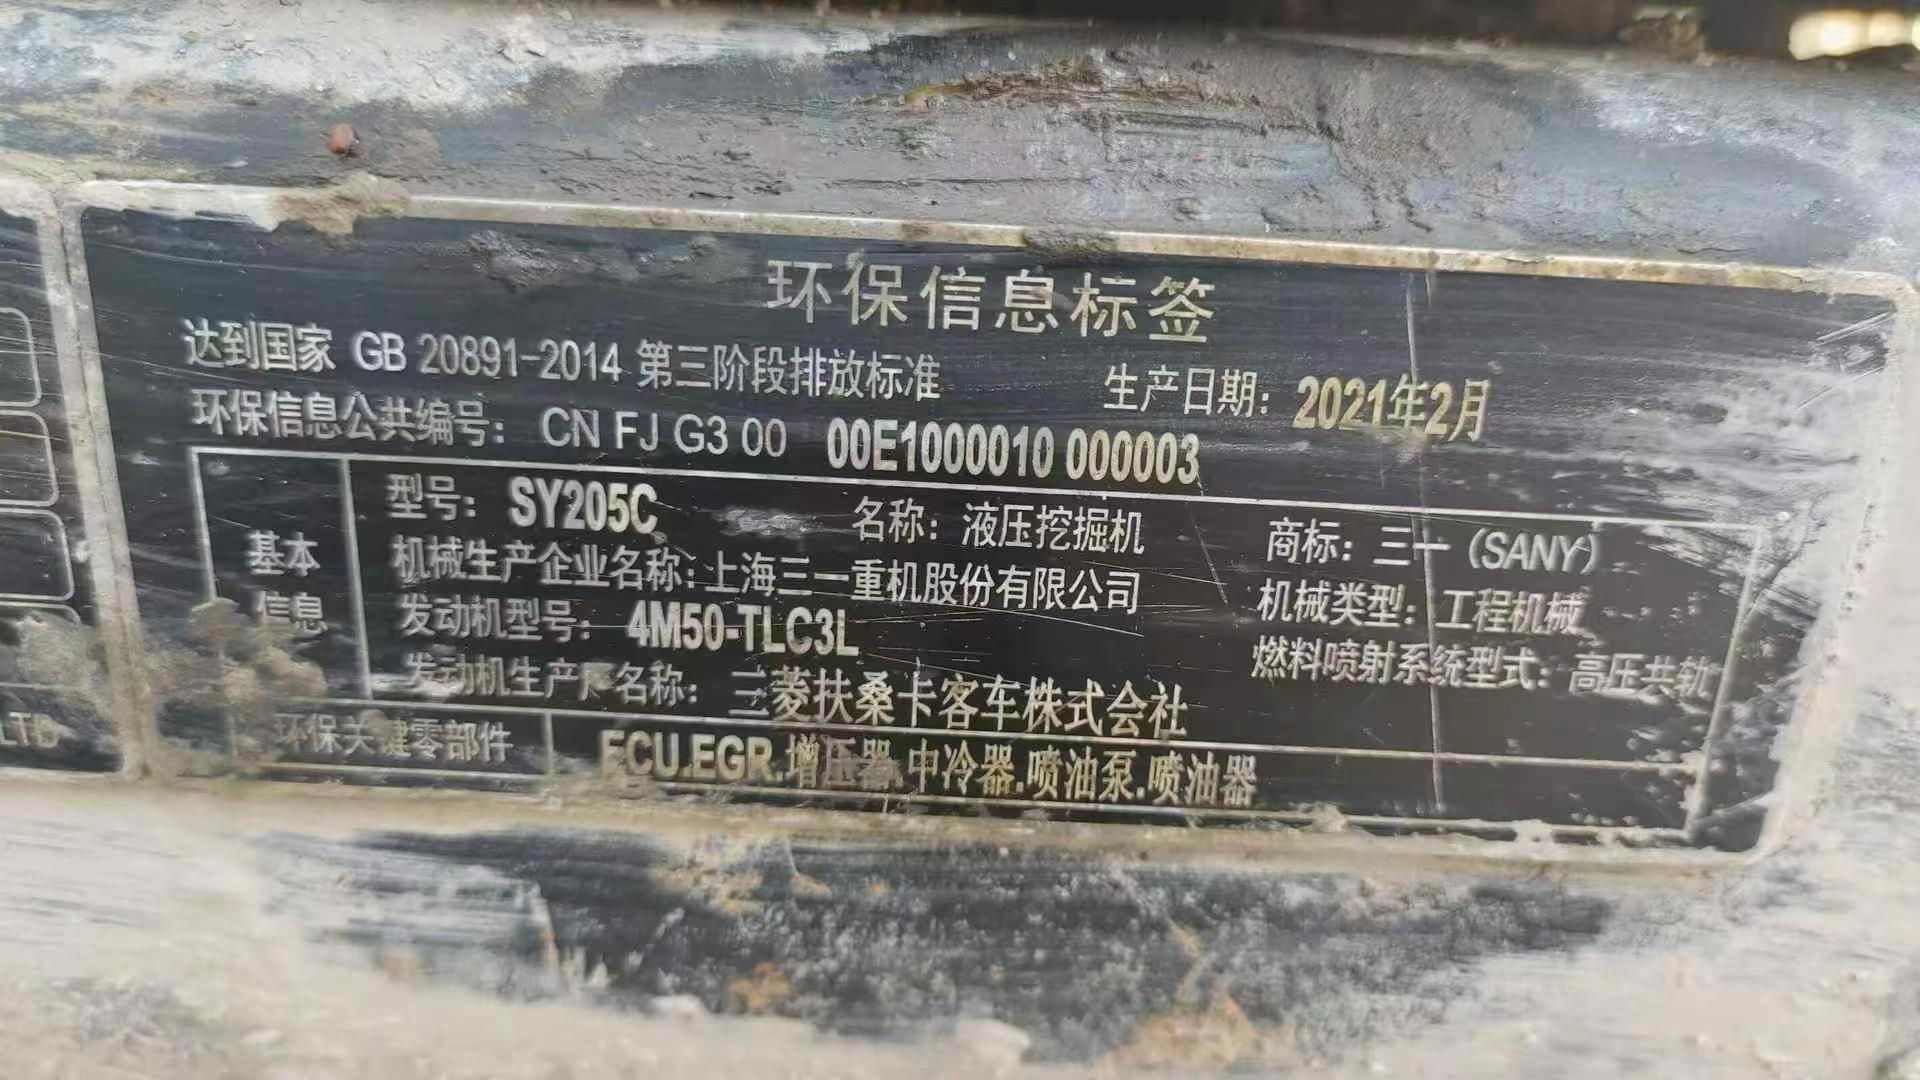 环保信息标签
达到国家 GB 20891-2014 第三阶段排放标准 生产日期: 2021年2月
环保信息公共编号: CN FJ G3 00 00E1000010 000003
基本信息
型号: SY205C 名称: 液压挖掘机 商标: 三一 (SANY)
机械生产企业名称: 上海三一重机股份有限公司 机械类型: 工程机械
发动机型号: 4M50-TLC3L 燃料喷射系统型式: 高压共轨
发动机生产厂名称: 三菱扶桑卡客车株式会社
环保关键零部件 ECU.EGR.增压器.中冷器.喷油泵.喷油器
LTD